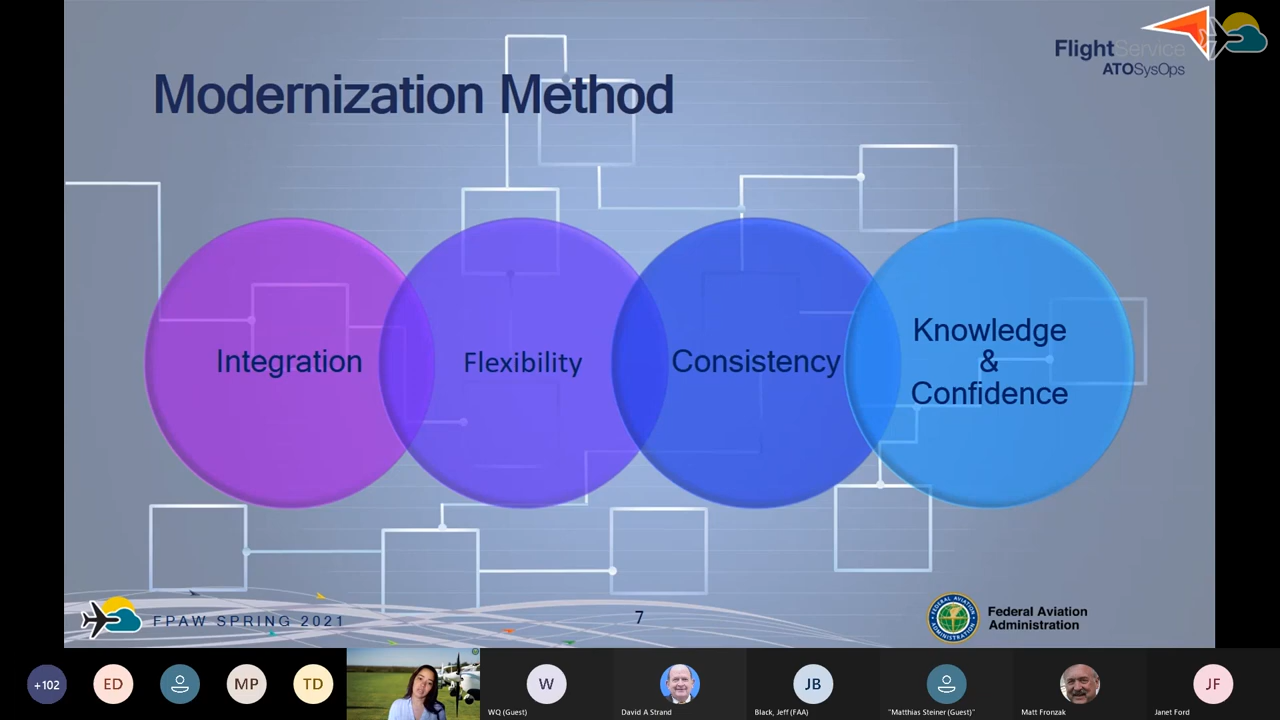 FlightService
ATOSysOps
Modernization Method
Integration
Flexibility
Consistency
Knowledge
&
Confidence
FPAW SPRING 2021
7
Federal Aviation
Administration
+102
ED
MP
TD
W
WQ (Guest)
David A Strand
JB
Black, Jeff (FAA)
"Matthias Steiner (Guest)"
Matt Fronzak
JF
Janet Ford